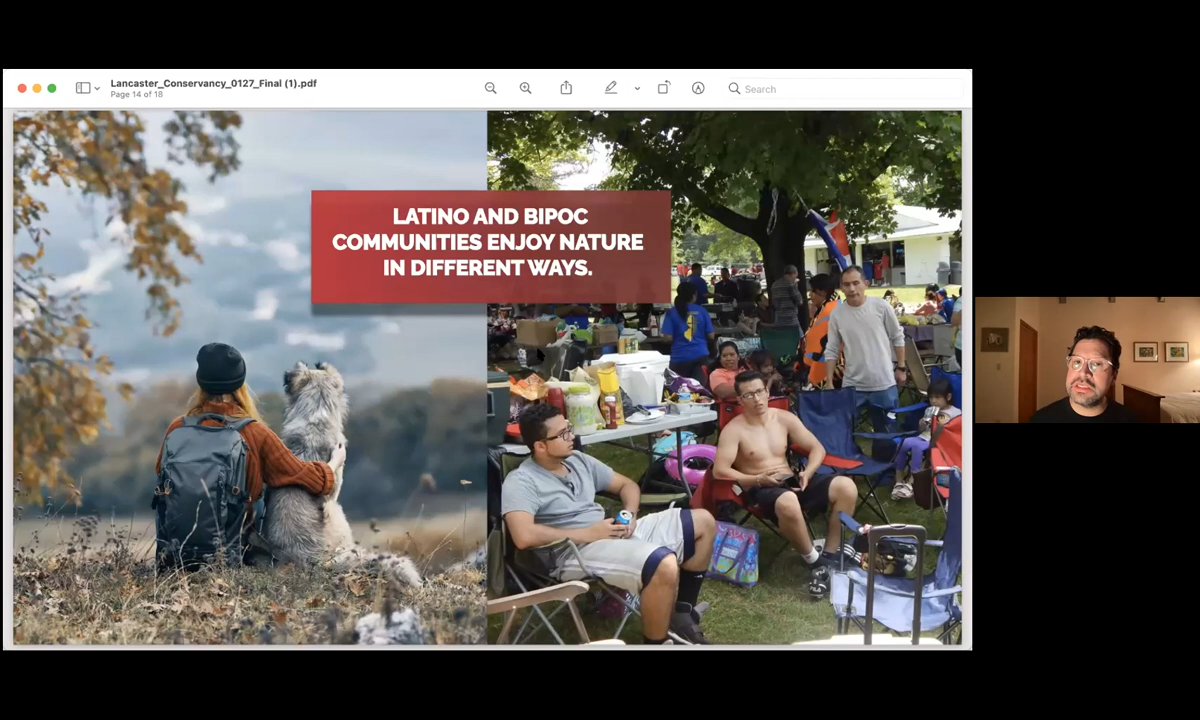 Lancaster_Conservancy_0127_Final (1).pdf
Page 14 of 18
Search
LATINO AND BIPOC
COMMUNITIES ENJOY NATURE
IN DIFFERENT WAYS.